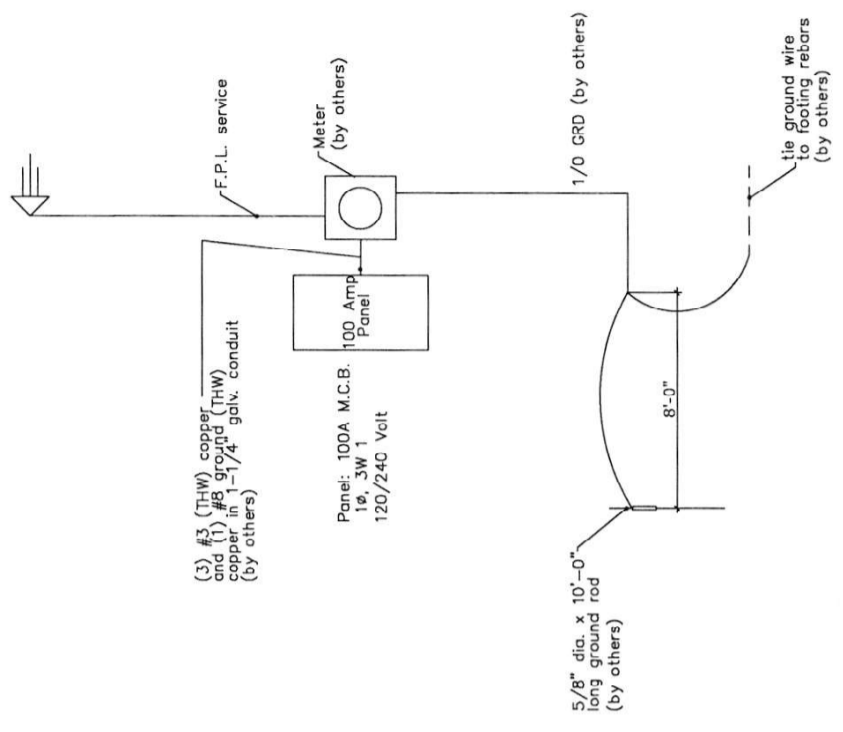 F.P.L. service
Meter
(by others)
(3) #3 (THW) copper
and (1) #8 ground (THW)
copper in 1-1/4" galv. conduit
(by others)
100 Amp
Panel
Panel: 100A M.C.B.
1ø, 3W 1
120/240 Volt
1/0 GRD (by others)
tie ground wire
to footing rebars
(by others)
8'-0"
5/8" dia. x 10'-0"
long ground rod
(by others)